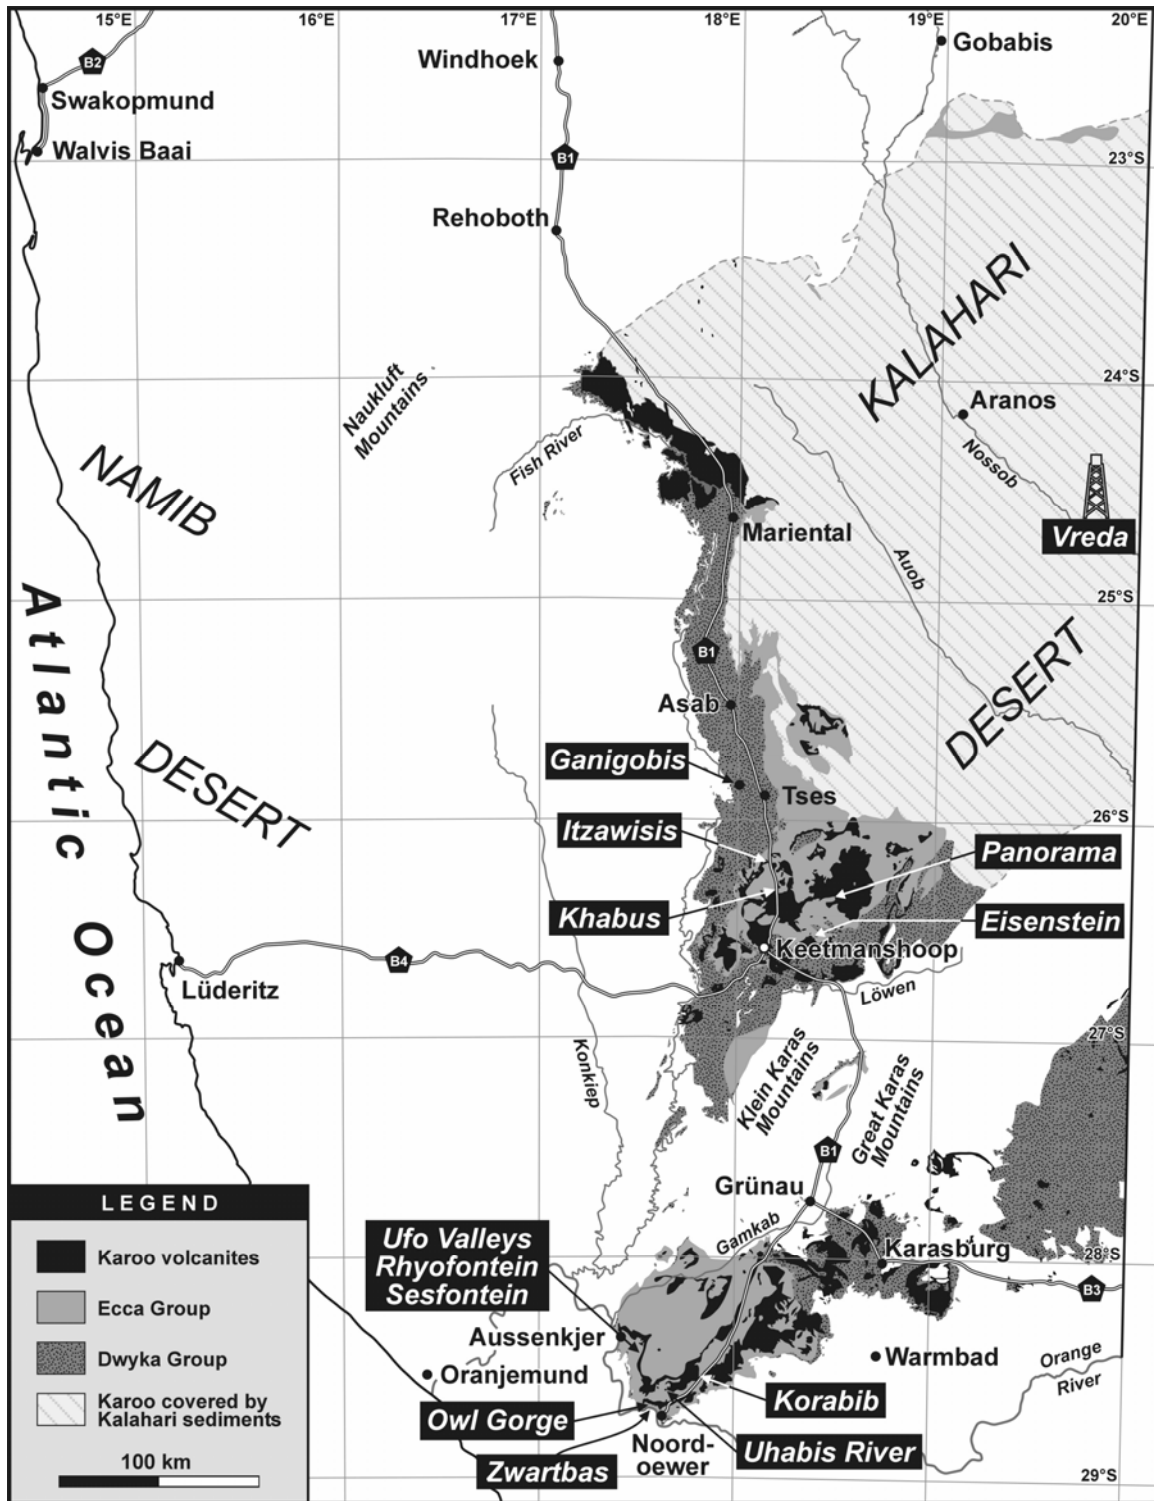 15°E
16°E
17°E
18°E
19°E
20°E
B2
Windhoek
Gobabis
Swakopmund
Walvis Baai
B1
23°S
Rehoboth
KALAHARI
24°S
Naukluft
Mountains
Aranos
Fish River
Nossob
NAMIB
Mariental
Vreda
Auob
25°S
Atlantic
B1
DESERT
Asab
DESERT
Ganigobis
Tses
26°S
Itzawisis
Panorama
Khabus
Eisenstein
Ocean
Keetmanshoop
B4
Lüderitz
Löwen
27°S
Konkiep
Klein Karas
Mountains
Great Karas
Mountains
B1
LEGEND
Grünau
Ufo Valleys
Rhyofontein
Sesfontein
Gamkab
Karasburg
28°S
Karoo volcanites
B3
Ecca Group
Aussenkjer
Dwyka Group
Oranjemund
Warmbad
Orange
River
Karoo covered by
Kalahari sediments
Korabib
Owl Gorge
Noord-
oewer
Uhabis River
100 km
Zwartbas
29°S